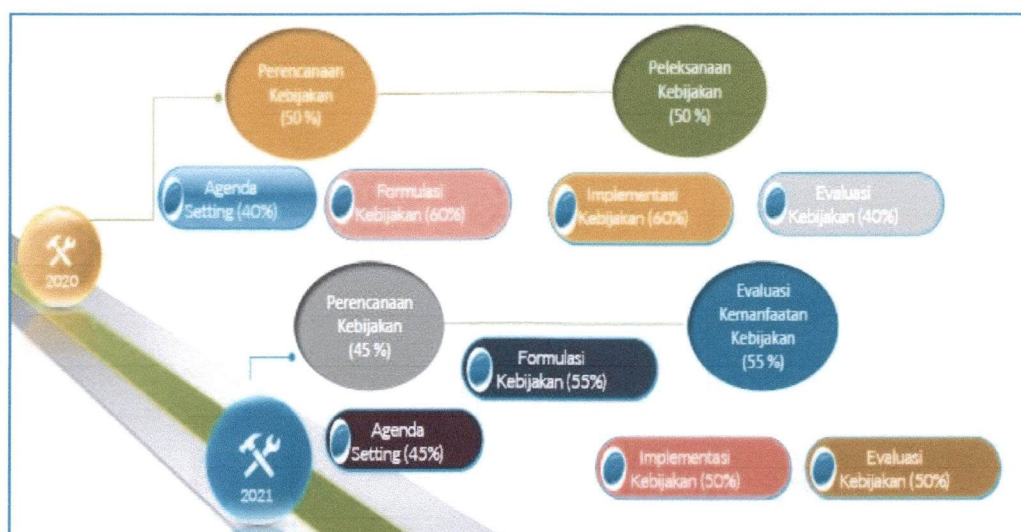 Perencanaan
Kebijakan
(50 %)
Peleksanaan
Kebijakan
(50 %)
Agenda
Setting (40%)
Formulasi
Kebijakan (60%)
Implementasi
Kebijakan (60%)
Evaluasi
Kebijakan (40%)
2020
Perencanaan
Kebijakan
(45 %)
Evaluasi
Kemanfaatan
Kebijakan
(55 %)
Formulasi
Kebijakan (55%)
Agenda
Setting (45%)
Implementasi
Kebijakan (50%)
Evaluasi
Kebijakan (50%)
2021